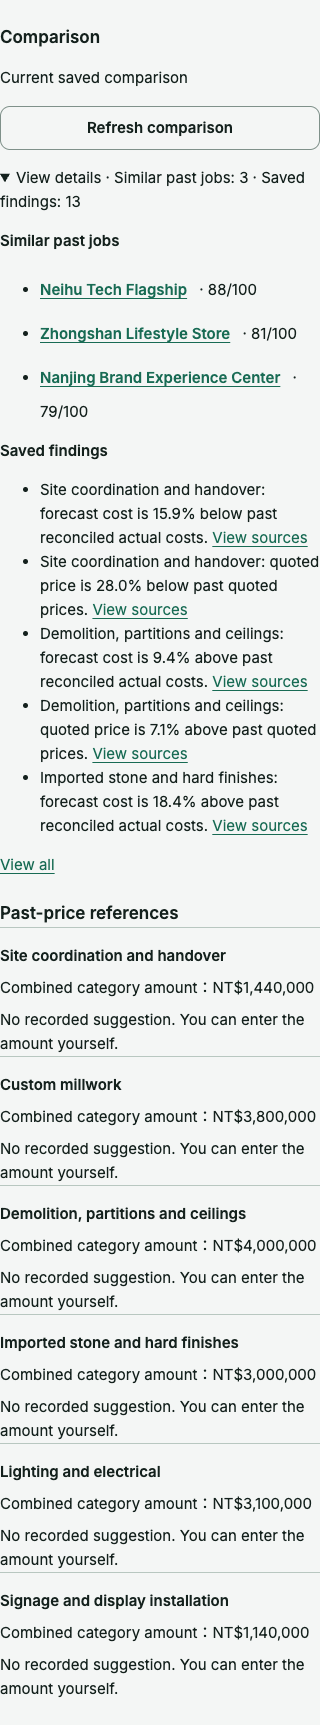 Comparison
Current saved comparison
Refresh comparison
▼ View details · Similar past jobs: 3 · Saved
findings: 13
Similar past jobs
• Neihu Tech Flagship · 88/100
• Zhongshan Lifestyle Store · 81/100
• Nanjing Brand Experience Center ·
79/100
Saved findings
• Site coordination and handover:
forecast cost is 15.9% below past
reconciled actual costs. View sources
• Site coordination and handover: quoted
price is 28.0% below past quoted
prices. View sources
• Demolition, partitions and ceilings:
forecast cost is 9.4% above past
reconciled actual costs. View sources
• Demolition, partitions and ceilings:
quoted price is 7.1% above past quoted
prices. View sources
• Imported stone and hard finishes:
forecast cost is 18.4% above past
reconciled actual costs. View sources
View all
Past-price references
Site coordination and handover
Combined category amount：NT$1,440,000
No recorded suggestion. You can enter the
amount yourself.
Custom millwork
Combined category amount：NT$3,800,000
No recorded suggestion. You can enter the
amount yourself.
Demolition, partitions and ceilings
Combined category amount：NT$4,000,000
No recorded suggestion. You can enter the
amount yourself.
Imported stone and hard finishes
Combined category amount：NT$3,000,000
No recorded suggestion. You can enter the
amount yourself.
Lighting and electrical
Combined category amount：NT$3,100,000
No recorded suggestion. You can enter the
amount yourself.
Signage and display installation
Combined category amount：NT$1,140,000
No recorded suggestion. You can enter the
amount yourself.